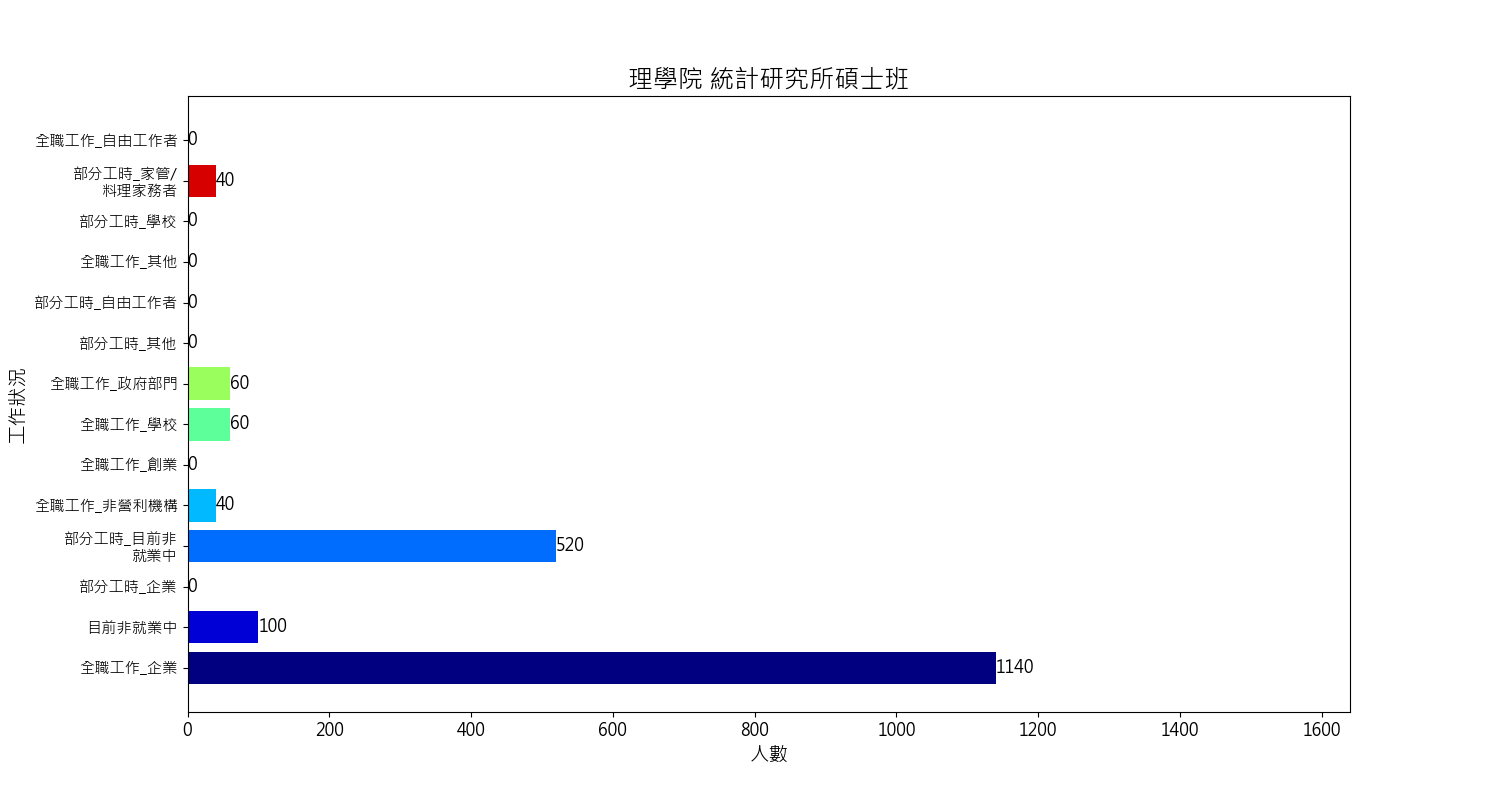 理學院 統計研究所碩士班
工作狀況
全職工作_自由工作者
0
部分工時_家管/
料理家務者
40
部分工時_學校
0
全職工作_其他
0
部分工時_自由工作者
0
部分工時_其他
0
全職工作_政府部門
60
全職工作_學校
60
全職工作_創業
0
全職工作_非營利機構
40
部分工時_目前非
就業中
520
部分工時_企業
0
目前非就業中
100
全職工作_企業
1140
0 200 400 600 800 1000 1200 1400 1600
人數